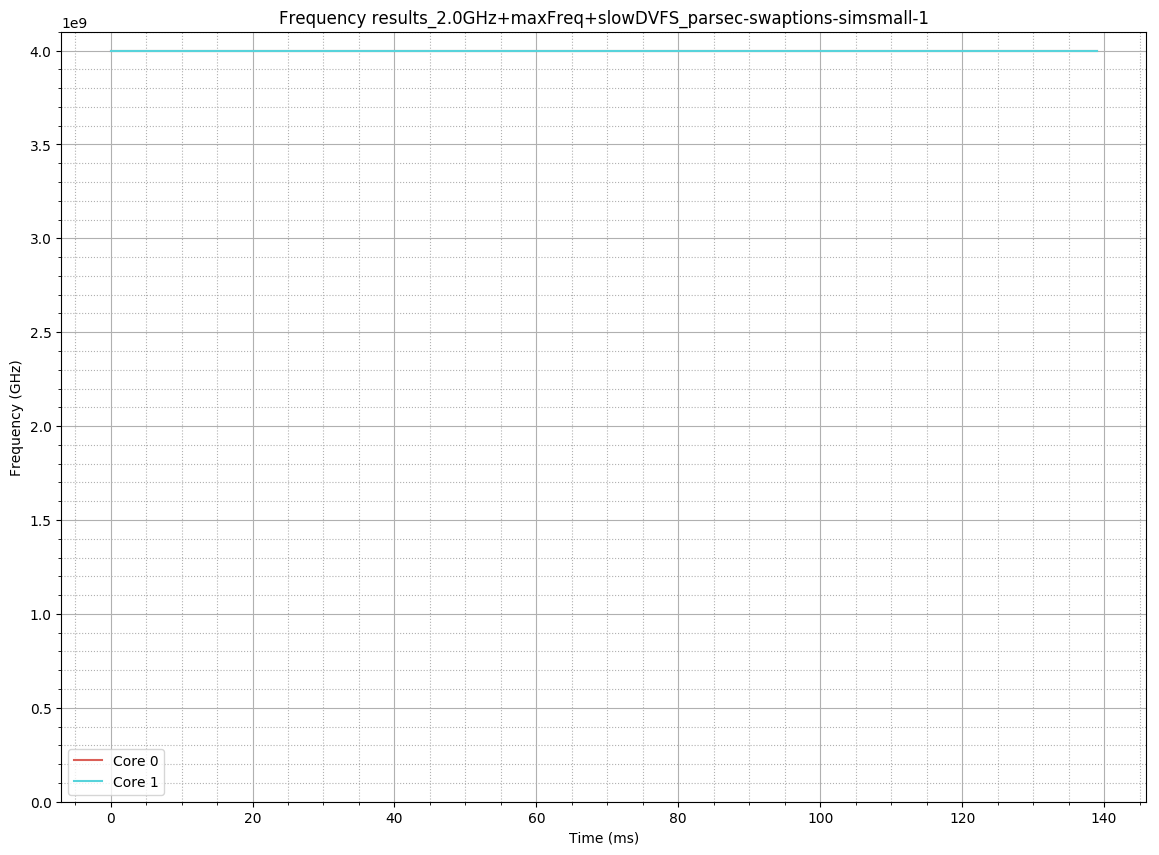 Frequency results_2.0GHz+maxFreq+slowDVFS_parsec-swaptions-simsmall-1
1e9
4.0
3.5
3.0
2.5
2.0
1.5
1.0
0.5
0.0
Frequency (GHz)
Core 0
Core 1
0 20 40 60 80 100 120 140
Time (ms)